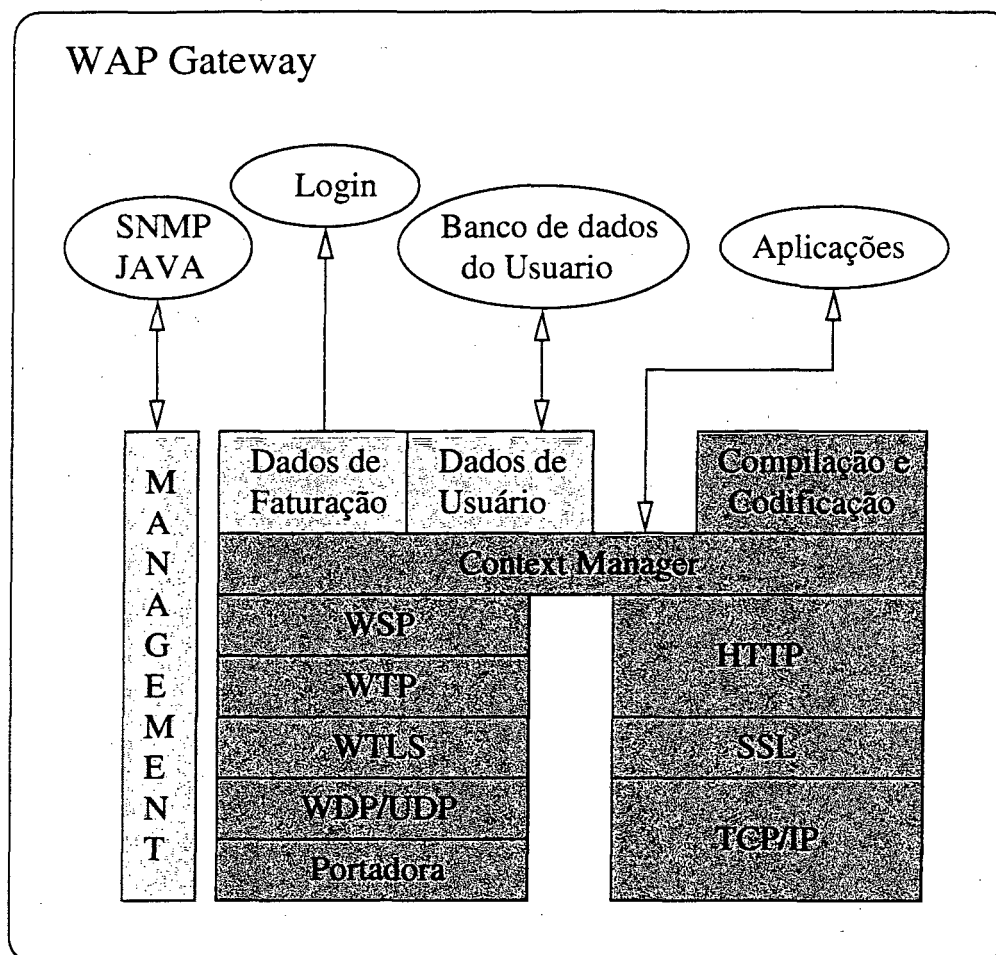 WAP Gateway
Login
SNMP
JAVA
Banco de dados
do Usuario
Aplicações
M
A
N
A
G
E
M
E
N
T
Dados de
Faturação
Dados de
Usuário
Compilação e
Codificação
Context Manager
WSP
WTP
WTLS
WDP/UDP
Portadora
HTTP
SSL
TCP/IP